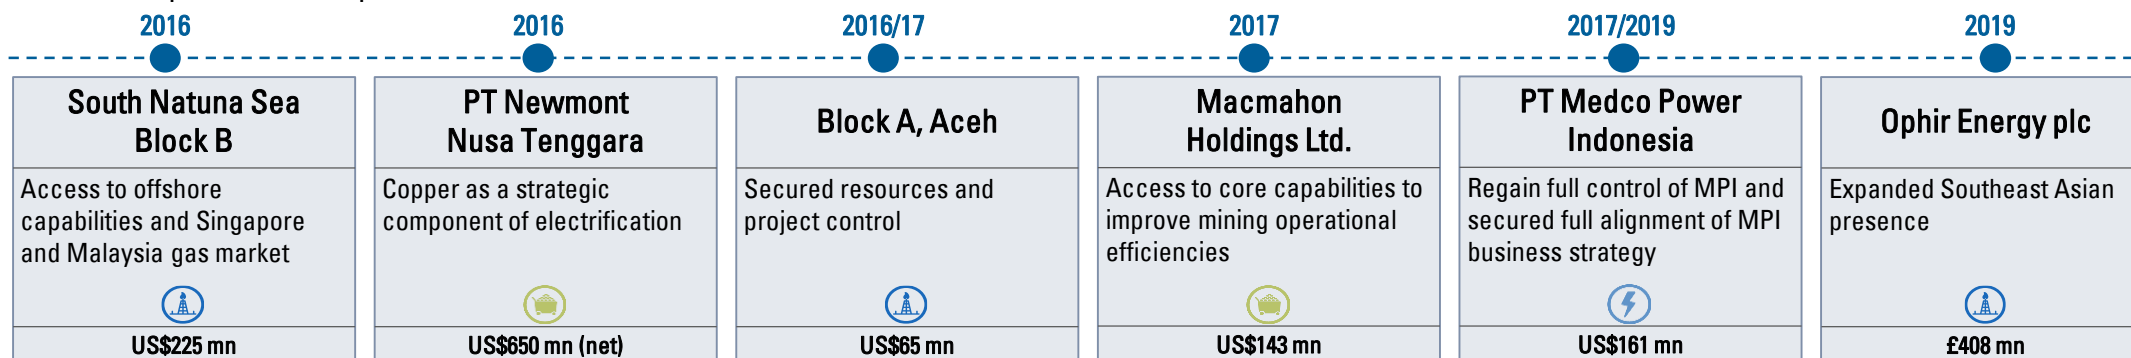 2016
2016
2016/17
2017
2017/2019
2019
South Natuna Sea
Block B
Access to offshore
capabilities and Singapore
and Malaysia gas market
US$225 mn
PT Newmont
Nusa Tenggara
Copper as a strategic
component of electrification
US$650 mn (net)
Block A, Aceh
Secured resources and
project control
US$65 mn
Macmahon
Holdings Ltd.
Access to core capabilities to
improve mining operational
efficiencies
US$143 mn
PT Medco Power
Indonesia
Regain full control of MPI and
secured full alignment of MPI
business strategy
US$161 mn
Ophir Energy plc
Expanded Southeast Asian
presence
£408 mn